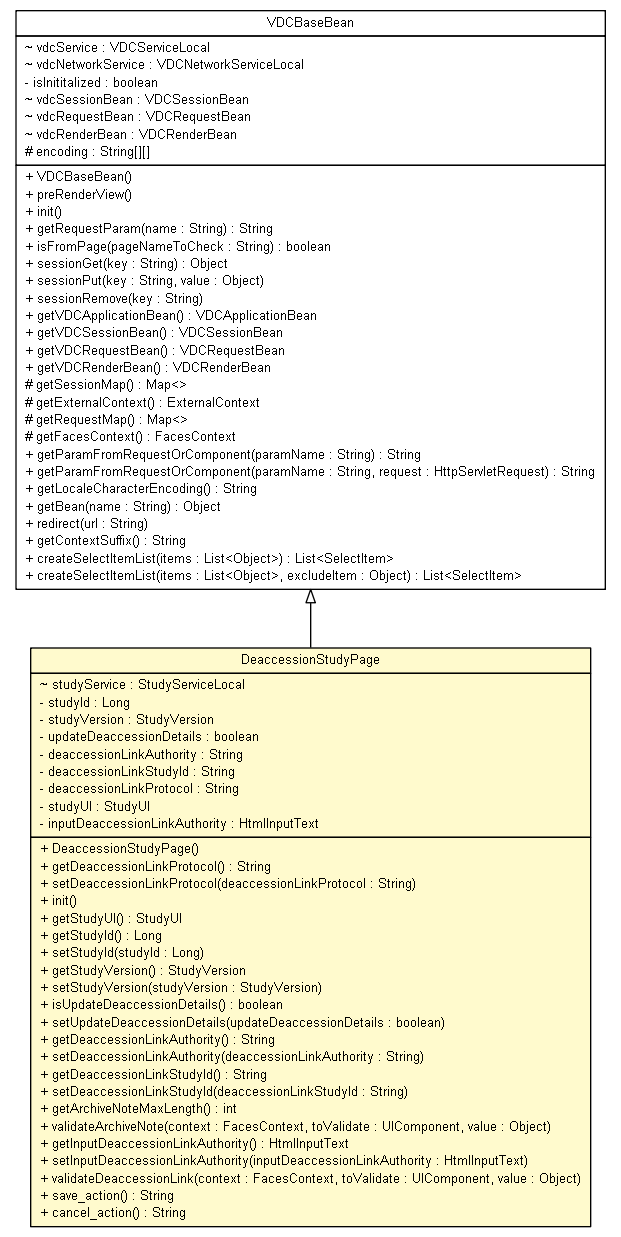 VDCBaseBean
~ vdcService : VDCServiceLocal
~ vdcNetworkService : VDCNetworkServiceLocal
- isInititalized : boolean
~ vdcSessionBean : VDCSessionBean
~ vdcRequestBean : VDCRequestBean
~ vdcRenderBean : VDCRenderBean
# encoding : String[][]
+ VDCBaseBean()
+ preRenderView()
+ init()
+ getRequestParam(name : String) : String
+ isFromPage(pageNameToCheck : String) : boolean
+ sessionGet(key : String) : Object
+ sessionPut(key : String, value : Object)
+ sessionRemove(key : String)
+ getVDCApplicationBean() : VDCApplicationBean
+ getVDCSessionBean() : VDCSessionBean
+ getVDCRequestBean() : VDCRequestBean
+ getVDCRenderBean() : VDCRenderBean
# getSessionMap() : Map<>
# getExternalContext() : ExternalContext
# getRequestMap() : Map<>
# getFacesContext() : FacesContext
+ getParamFromRequestOrComponent(paramName : String) : String
+ getParamFromRequestOrComponent(paramName : String, request : HttpServletRequest) : String
+ getLocaleCharacterEncoding() : String
+ getBean(name : String) : Object
+ redirect(url : String)
+ getContextSuffix() : String
+ createSelectItemList(items : List<Object>) : List<SelectItem>
+ createSelectItemList(items : List<Object>, excludeItem : Object) : List<SelectItem>
DeaccessionStudyPage
~ studyService : StudyServiceLocal
- studyId : Long
- studyVersion : StudyVersion
- updateDeaccessionDetails : boolean
- deaccessionLinkAuthority : String
- deaccessionLinkStudyId : String
- deaccessionLinkProtocol : String
- studyUI : StudyUI
- inputDeaccessionLinkAuthority : HtmlInputText
+ DeaccessionStudyPage()
+ getDeaccessionLinkProtocol() : String
+ setDeaccessionLinkProtocol(deaccessionLinkProtocol : String)
+ init()
+ getStudyUI() : StudyUI
+ getStudyId() : Long
+ setStudyId(studyId : Long)
+ getStudyVersion() : StudyVersion
+ setStudyVersion(studyVersion : StudyVersion)
+ isUpdateDeaccessionDetails() : boolean
+ setUpdateDeaccessionDetails(updateDeaccessionDetails : boolean)
+ getDeaccessionLinkAuthority() : String
+ setDeaccessionLinkAuthority(deaccessionLinkAuthority : String)
+ getDeaccessionLinkStudyId() : String
+ setDeaccessionLinkStudyId(deaccessionLinkStudyId : String)
+ getArchiveNoteMaxLength() : int
+ validateArchiveNote(context : FacesContext, toValidate : UIComponent, value : Object)
+ getInputDeaccessionLinkAuthority() : HtmlInputText
+ setInputDeaccessionLinkAuthority(inputDeaccessionLinkAuthority : HtmlInputText)
+ validateDeaccessionLink(context : FacesContext, toValidate : UIComponent, value : Object)
+ save_action() : String
+ cancel_action() : String